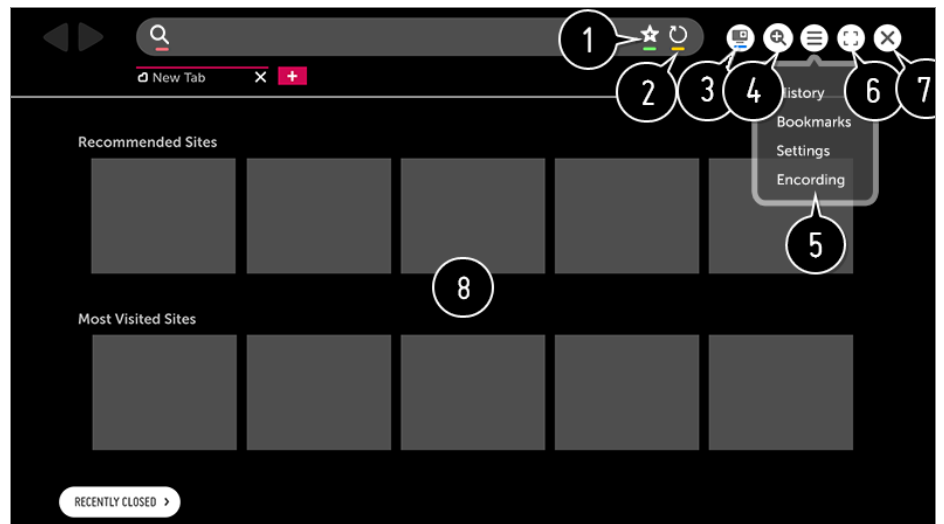 1
New Tab
2
3
4
History
6
7
Bookmarks
Recommended Sites
Settings
Encording
5
8
Most Visited Sites
RECENTLY CLOSED